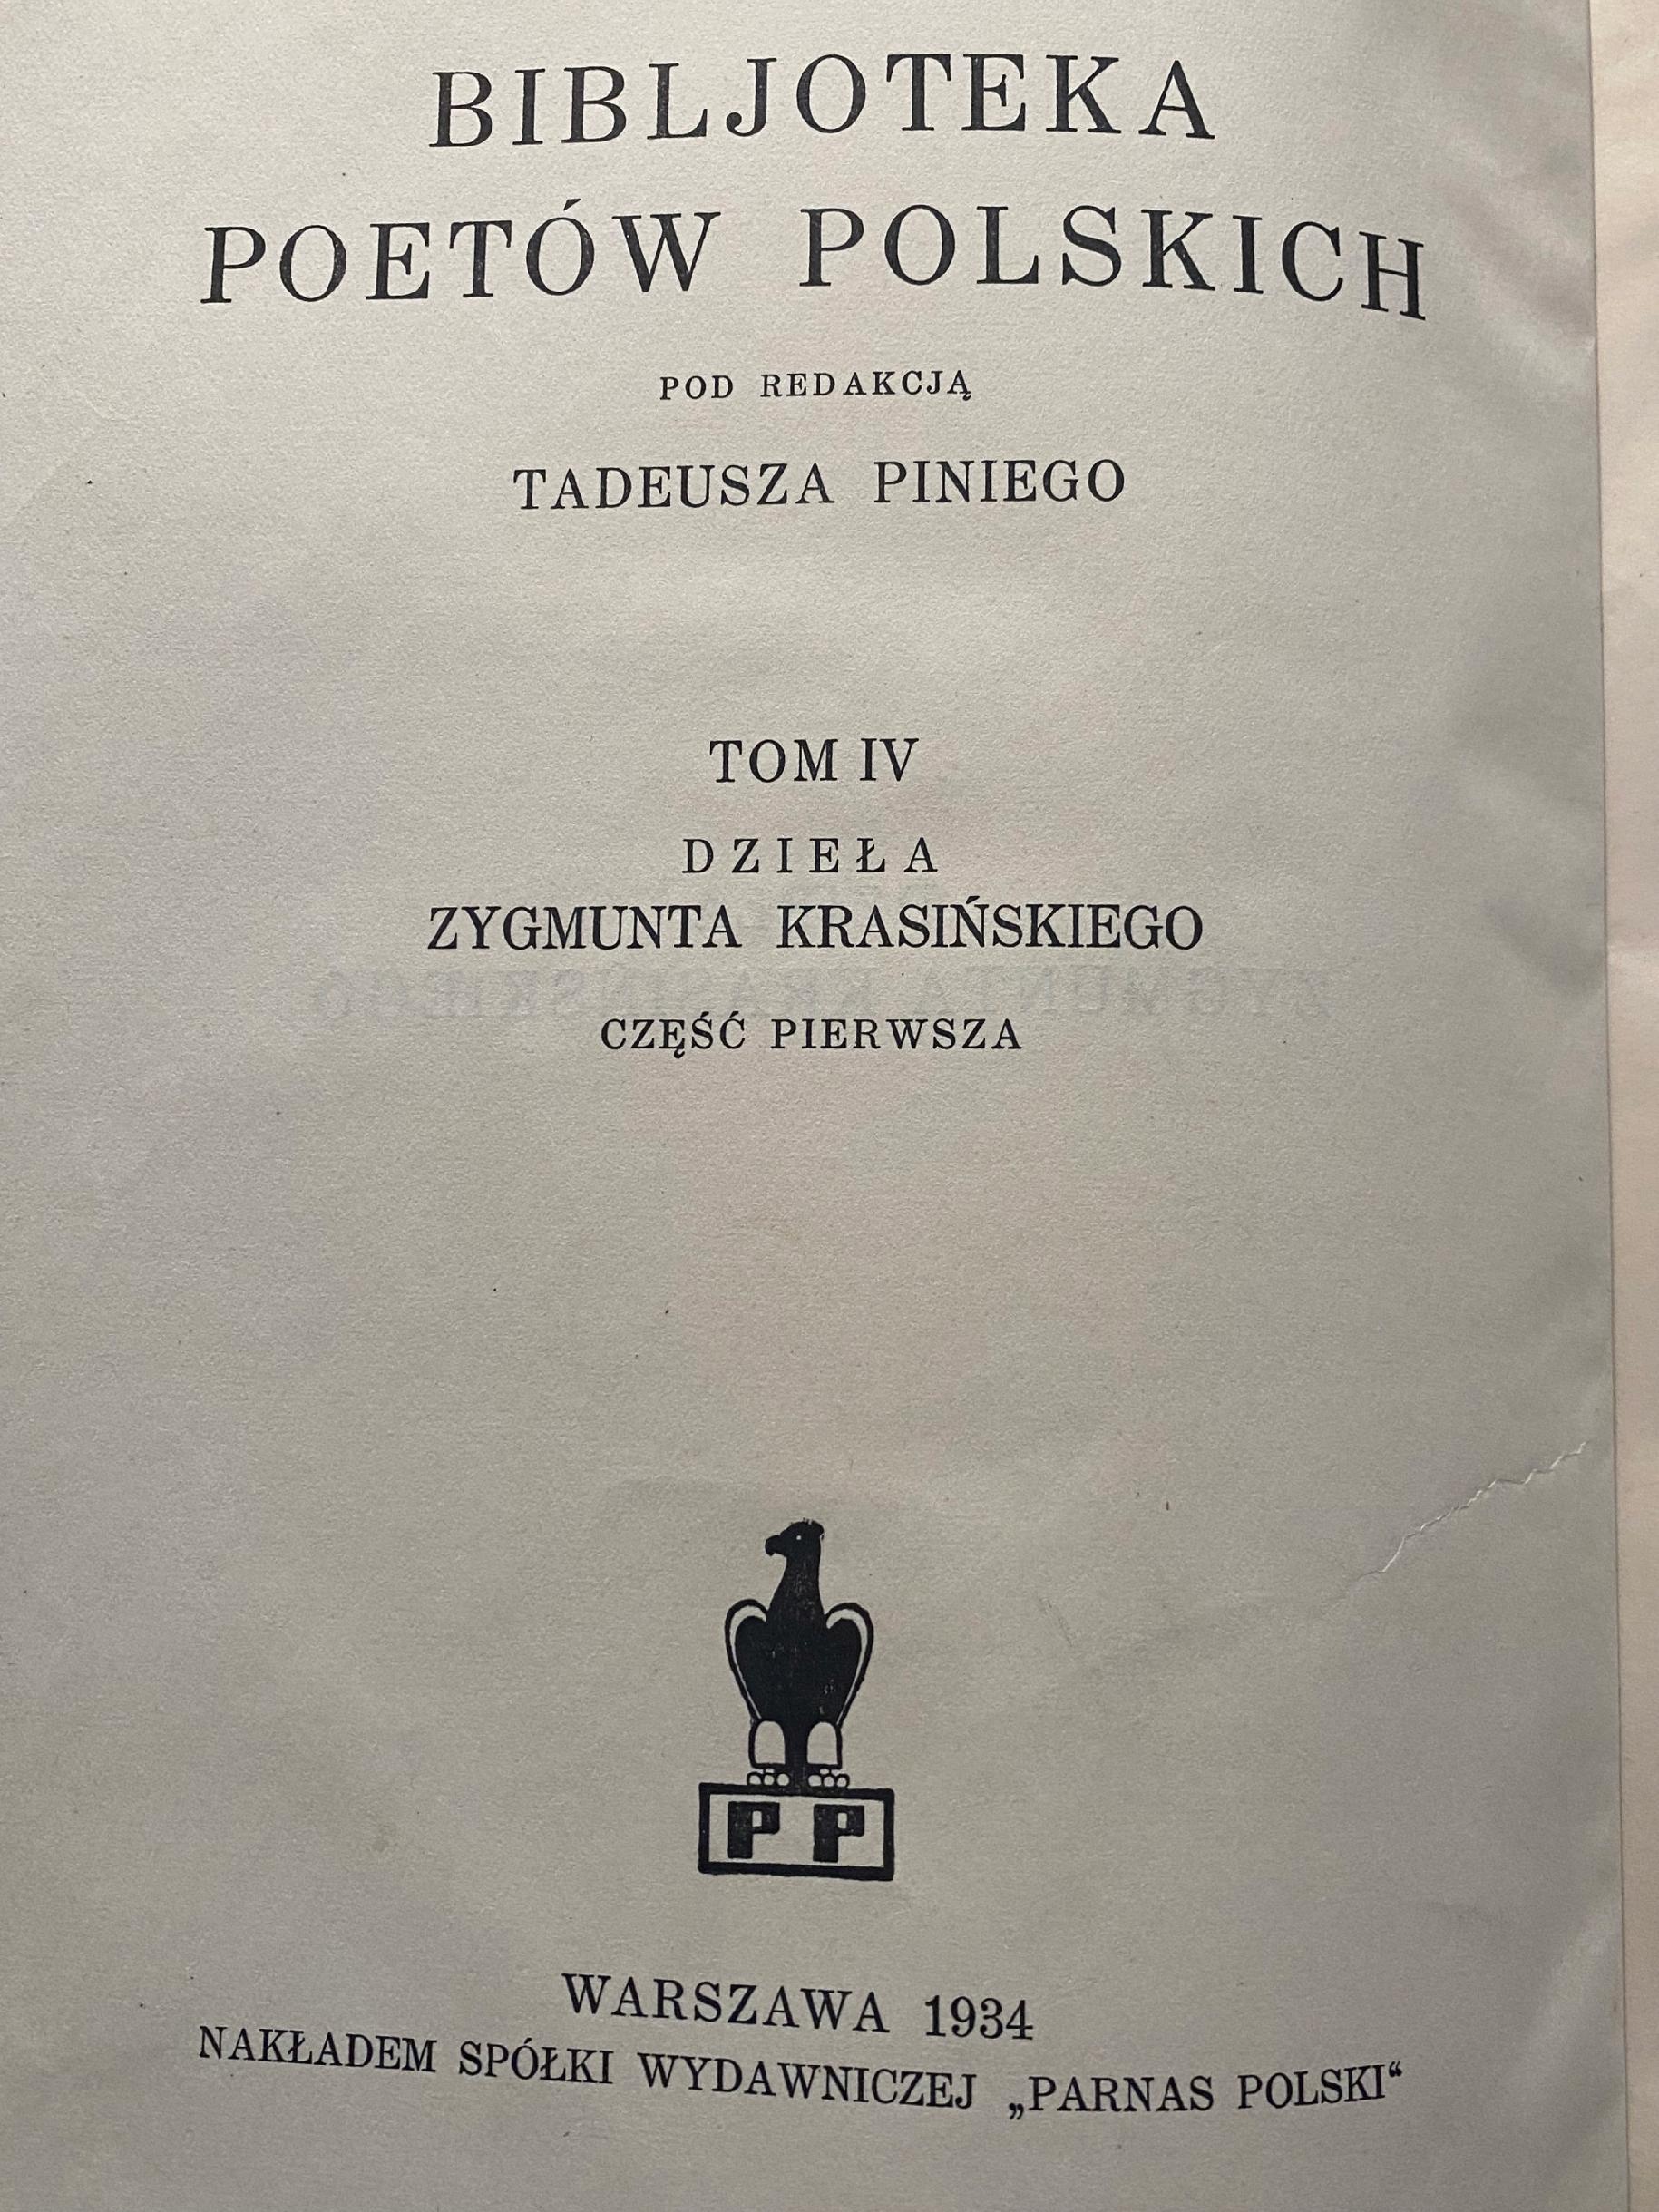 BIBLJOTEKA
POETÓW POLSKICH
POD REDAKCJĄ
TADEUSZA PINIEGO
TOM IV
DZIEŁA
ZYGMUNTA KRASIŃSKIEGO
CZĘŚĆ PIERWSZA
P P
WARSZAWA 1934
NAKŁADEM SPÓŁKI WYDAWNICZEJ „PARNAS POLSKI“